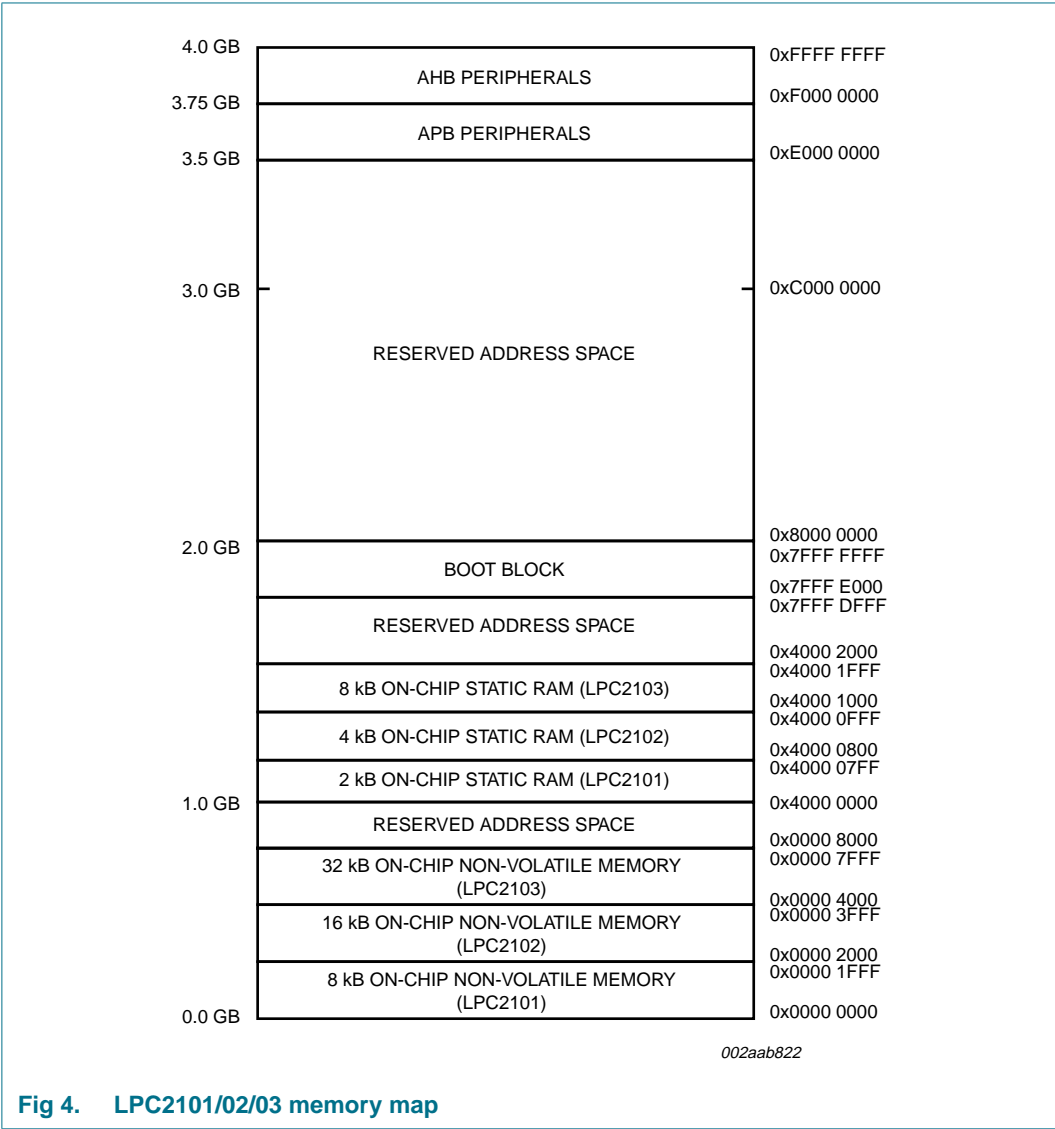 4.0 GB
0xFFFF FFFF
AHB PERIPHERALS
3.75 GB
0xF000 0000
APB PERIPHERALS
3.5 GB
0xE000 0000
3.0 GB
0xC000 0000
RESERVED ADDRESS SPACE
0x8000 0000
2.0 GB
0x7FFF FFFF
BOOT BLOCK
0x7FFF E000
0x7FFF DFFF
RESERVED ADDRESS SPACE
0x4000 2000
0x4000 1FFF
8 kB ON-CHIP STATIC RAM (LPC2103)
0x4000 1000
0x4000 0FFF
4 kB ON-CHIP STATIC RAM (LPC2102)
0x4000 0800
0x4000 07FF
2 kB ON-CHIP STATIC RAM (LPC2101)
1.0 GB
0x4000 0000
RESERVED ADDRESS SPACE
0x0000 8000
0x0000 7FFF
32 kB ON-CHIP NON-VOLATILE MEMORY
(LPC2103)
0x0000 4000
0x0000 3FFF
16 kB ON-CHIP NON-VOLATILE MEMORY
(LPC2102)
0x0000 2000
0x0000 1FFF
8 kB ON-CHIP NON-VOLATILE MEMORY
(LPC2101)
0.0 GB
0x0000 0000
002aab822
Fig 4. LPC2101/02/03 memory map